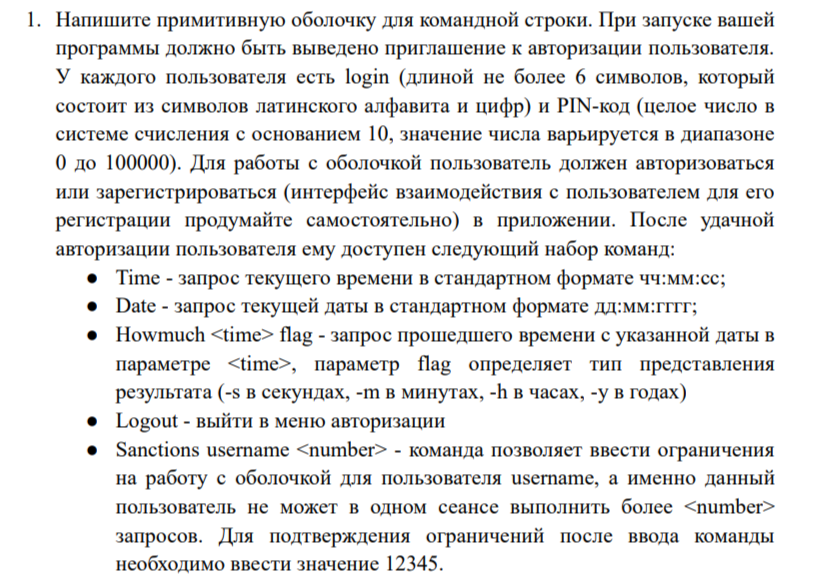 1. Напишите примитивную оболочку для командной строки. При запуске вашей
программы должно быть выведено приглашение к авторизации пользователя.
У каждого пользователя есть login (длиной не более 6 символов, который
состоит из символов латинского алфавита и цифр) и PIN-код (целое число в
системе счисления с основанием 10, значение числа варьируется в диапазоне
0 до 100000). Для работы с оболочкой пользователь должен авторизоваться
или зарегистрироваться (интерфейс взаимодействия с пользователем для его
регистрации продумайте самостоятельно) в приложении. После удачной
авторизации пользователя ему доступен следующий набор команд:
● Time - запрос текущего времени в стандартном формате чч:мм:сс;
● Date - запрос текущей даты в стандартном формате дд:мм:гггг;
● Howmuch <time> flag - запрос прошедшего времени с указанной даты в
параметре <time>, параметр flag определяет тип представления
результата (-s в секундах, -m в минутах, -h в часах, -y в годах)
● Logout - выйти в меню авторизации
● Sanctions username <number> - команда позволяет ввести ограничения
на работу с оболочкой для пользователя username, а именно данный
пользователь не может в одном сеансе выполнить более <number>
запросов. Для подтверждения ограничений после ввода команды
необходимо ввести значение 12345.